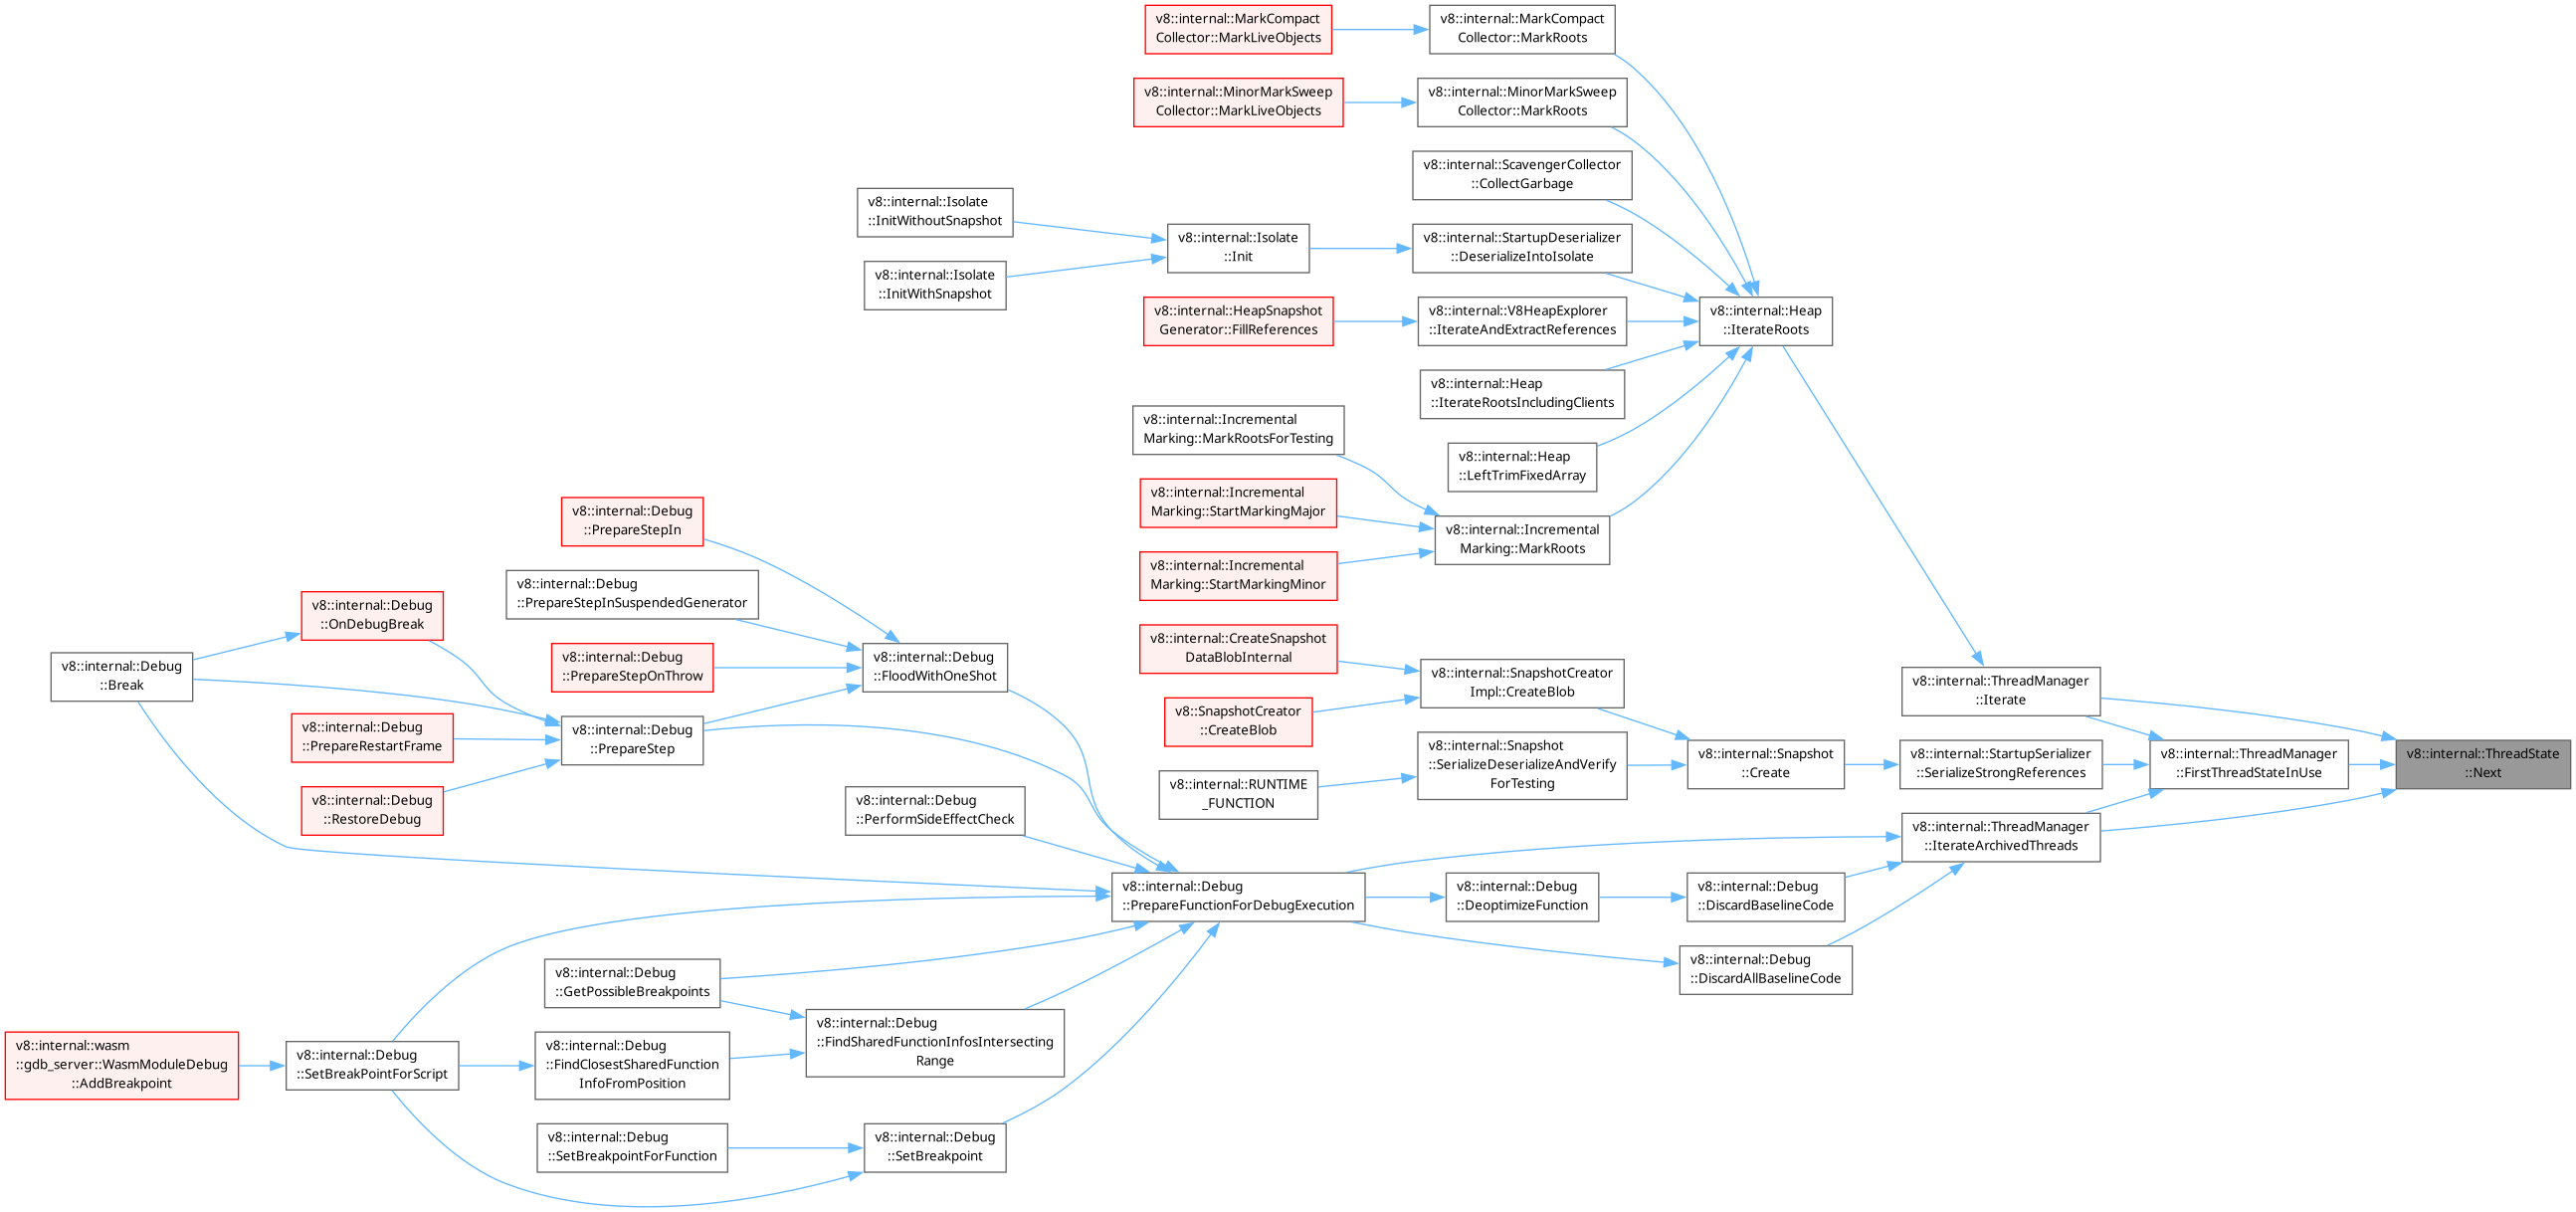 v8::internal::MarkCompact
Collector::MarkLiveObjects
v8::internal::MarkCompact
Collector::MarkRoots
v8::internal::MinorMarkSweep
Collector::MarkLiveObjects
v8::internal::MinorMarkSweep
Collector::MarkRoots
v8::internal::ScavengerCollector
::CollectGarbage
v8::internal::Isolate
::InitWithoutSnapshot
v8::internal::Isolate
::Init
v8::internal::StartupDeserializer
::DeserializeIntoIsolate
v8::internal::Isolate
::InitWithSnapshot
v8::internal::HeapSnapshot
Generator::FillReferences
v8::internal::V8HeapExplorer
::IterateAndExtractReferences
v8::internal::Heap
::IterateRoots
v8::internal::Heap
::IterateRootsIncludingClients
v8::internal::Incremental
Marking::MarkRootsForTesting
v8::internal::Heap
::LeftTrimFixedArray
v8::internal::Incremental
Marking::StartMarkingMajor
v8::internal::Incremental
Marking::MarkRoots
v8::internal::Incremental
Marking::StartMarkingMinor
v8::internal::Debug
::PrepareStepIn
v8::internal::Debug
::PrepareStepInSuspendedGenerator
v8::internal::Debug
::OnDebugBreak
v8::internal::Debug
::Break
v8::internal::Debug
::PrepareStepOnThrow
v8::internal::Debug
::FloodWithOneShot
v8::internal::CreateSnapshot
DataBlobInternal
v8::internal::SnapshotCreator
Impl::CreateBlob
v8::SnapshotCreator
::CreateBlob
v8::internal::ThreadManager
::Iterate
v8::internal::Debug
::PrepareRestartFrame
v8::internal::Debug
::PrepareStep
v8::internal::Snapshot
::SerializeDeserializeAndVerify
ForTesting
v8::internal::Snapshot
::Create
v8::internal::StartupSerializer
::SerializeStrongReferences
v8::internal::ThreadManager
::FirstThreadStateInUse
v8::internal::ThreadState
::Next
v8::internal::RUNTIME
_FUNCTION
v8::internal::Debug
::RestoreDebug
v8::internal::Debug
::PerformSideEffectCheck
v8::internal::ThreadManager
::IterateArchivedThreads
v8::internal::Debug
::PrepareFunctionForDebugExecution
v8::internal::Debug
::DeoptimizeFunction
v8::internal::Debug
::DiscardBaselineCode
v8::internal::Debug
::DiscardAllBaselineCode
v8::internal::Debug
::GetPossibleBreakpoints
v8::internal::Debug
::FindSharedFunctionInfosIntersecting
Range
v8::internal::wasm
::gdb_server::WasmModuleDebug
::AddBreakpoint
v8::internal::Debug
::SetBreakPointForScript
v8::internal::Debug
::FindClosestSharedFunction
InfoFromPosition
v8::internal::Debug
::SetBreakpointForFunction
v8::internal::Debug
::SetBreakpoint